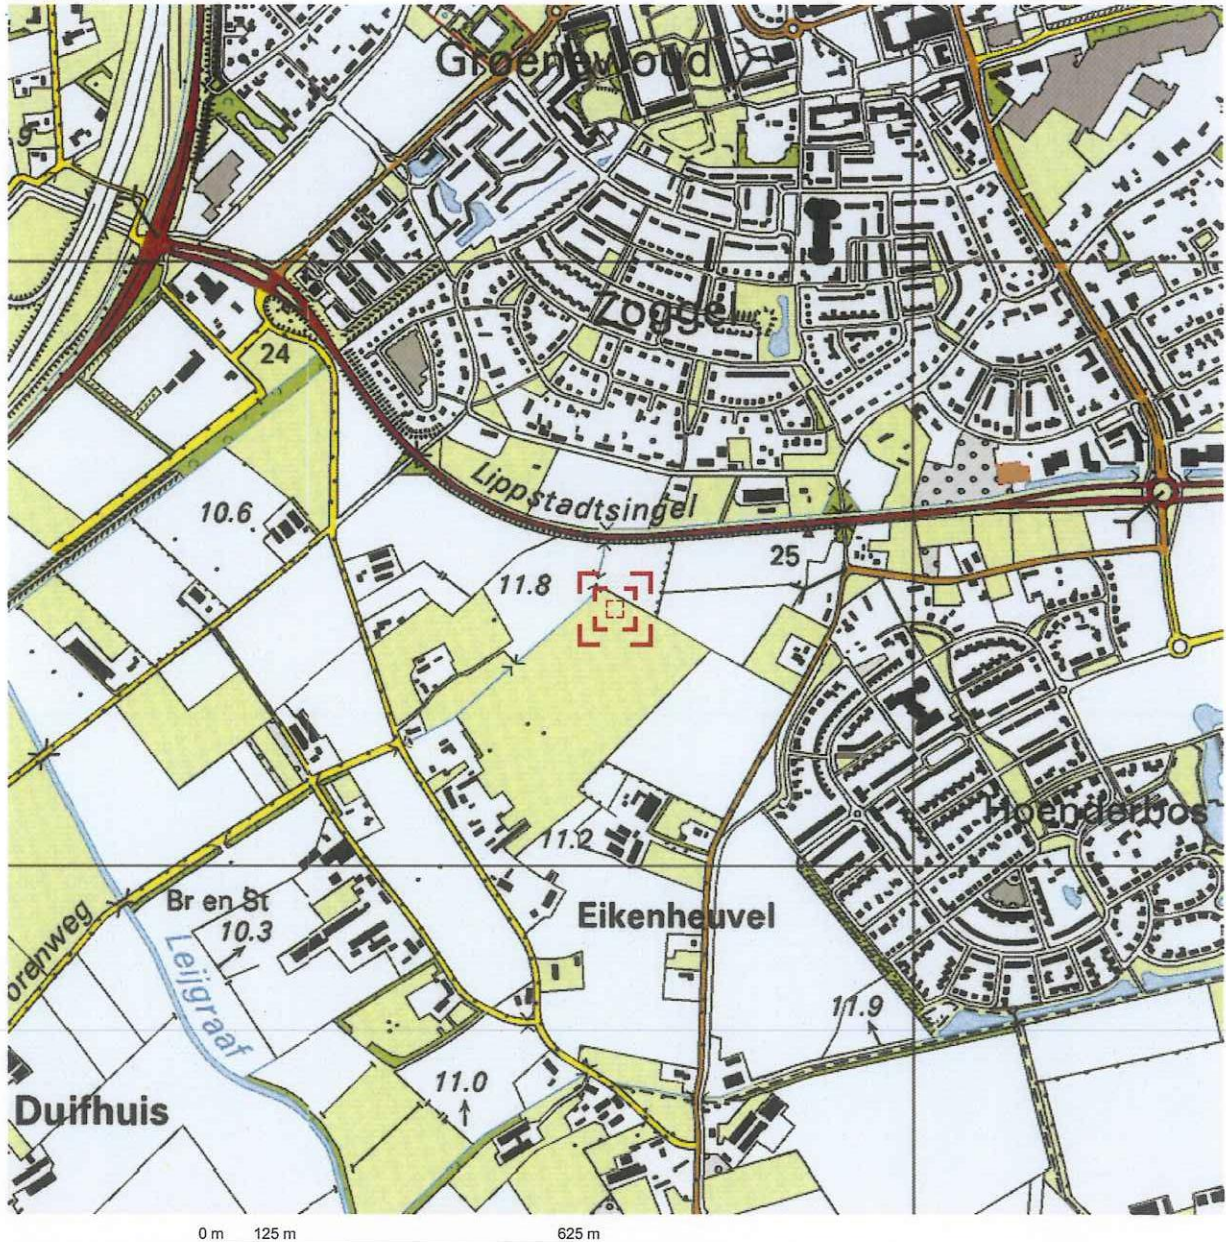 Groenewoud
g
Zoggel
24
Lippstadtsingel
10.6
11.8
25
Hoenderbos
11.2
Br en St
10.3
Eikenheuvel
orenweg
Leijgraaf
11.9
11.0
Duifhuis
0 m 125 m 625 m